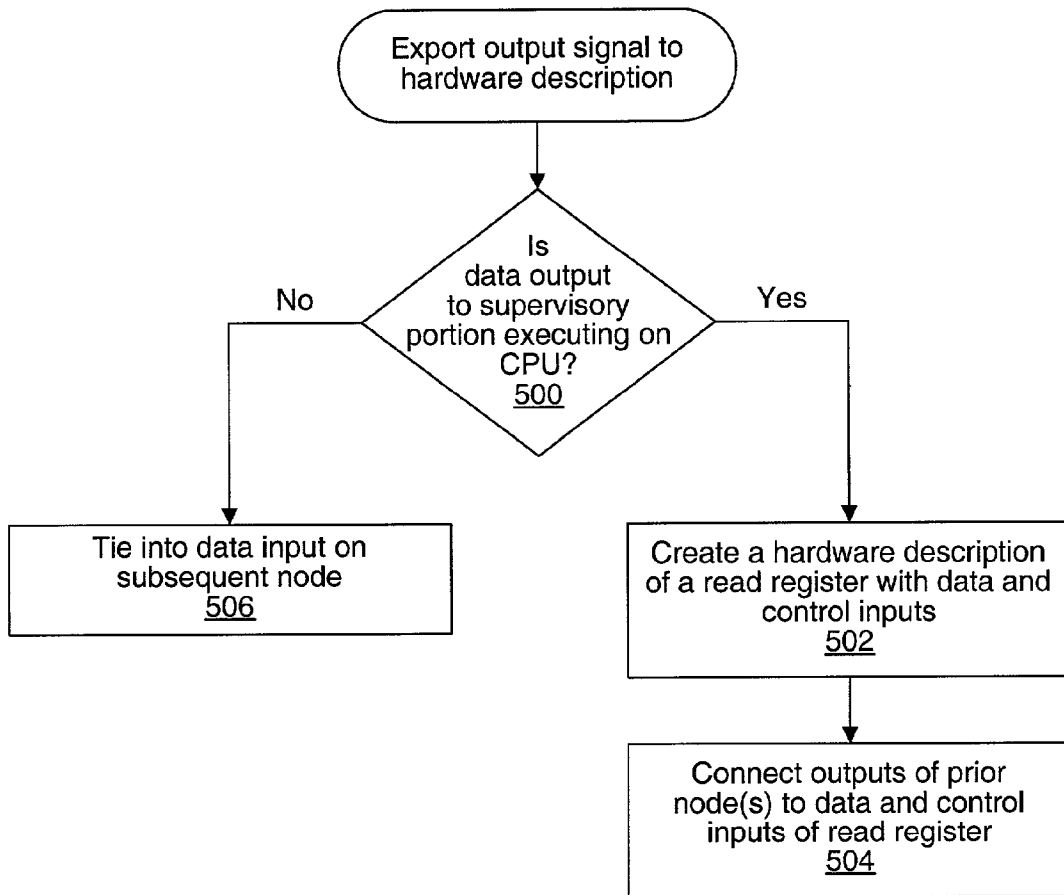 Export output signal to
hardware description
Is
data output
to supervisory
portion executing on
CPU?
500
No
Yes
Tie into data input on
subsequent node
506
Create a hardware description
of a read register with data and
control inputs
502
Connect outputs of prior
node(s) to data and control
inputs of read register
504